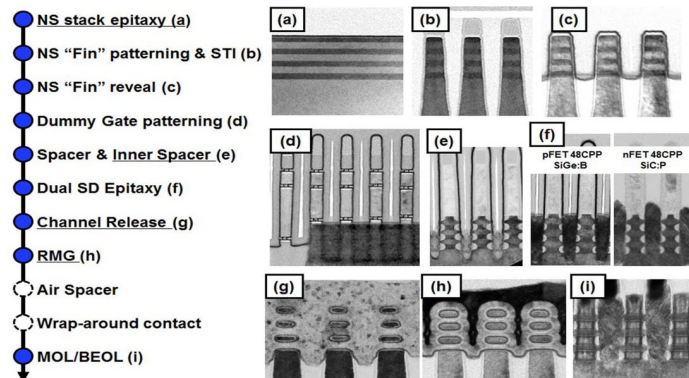 NS stack epitaxy (a)
NS “Fin” patterning & STI (b)
NS “Fin” reveal (c)
Dummy Gate patterning (d)
Spacer & Inner Spacer (e)
Dual SD Epitaxy (f)
Channel Release (g)
RMG (h)
Air Spacer
Wrap-around contact
MOL/BEOL (i)
(a)
(b)
(c)
(d)
(e)
(f)
pFET 48CPP
SiGe:B
nFET 48CPP
SiC:P
(g)
(h)
(i)